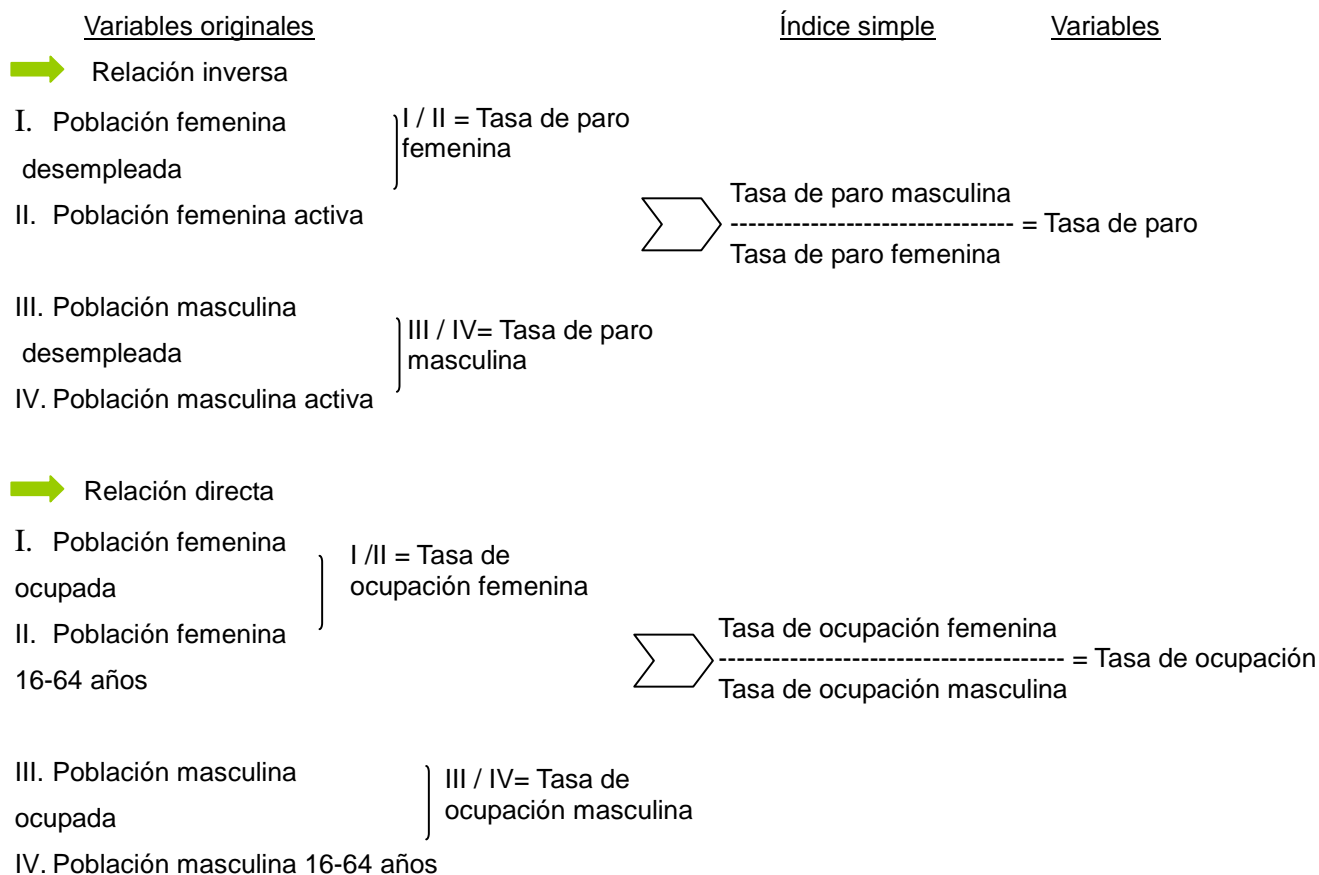 Variables originales Índice simple Variables
Relación inversa
I. Población femenina
desempleada
II. Población femenina activa
I / II = Tasa de paro
femenina
Tasa de paro masculina
-------------------------------- = Tasa de paro
Tasa de paro femenina
III. Población masculina
desempleada
IV. Población masculina activa
III / IV= Tasa de paro
masculina
Relación directa
I. Población femenina
ocupada
II. Población femenina
16-64 años
I /II = Tasa de
ocupación femenina
Tasa de ocupación femenina
--------------------------------------- = Tasa de ocupación
Tasa de ocupación masculina
III. Población masculina
ocupada
IV. Población masculina 16-64 años
III / IV= Tasa de
ocupación masculina